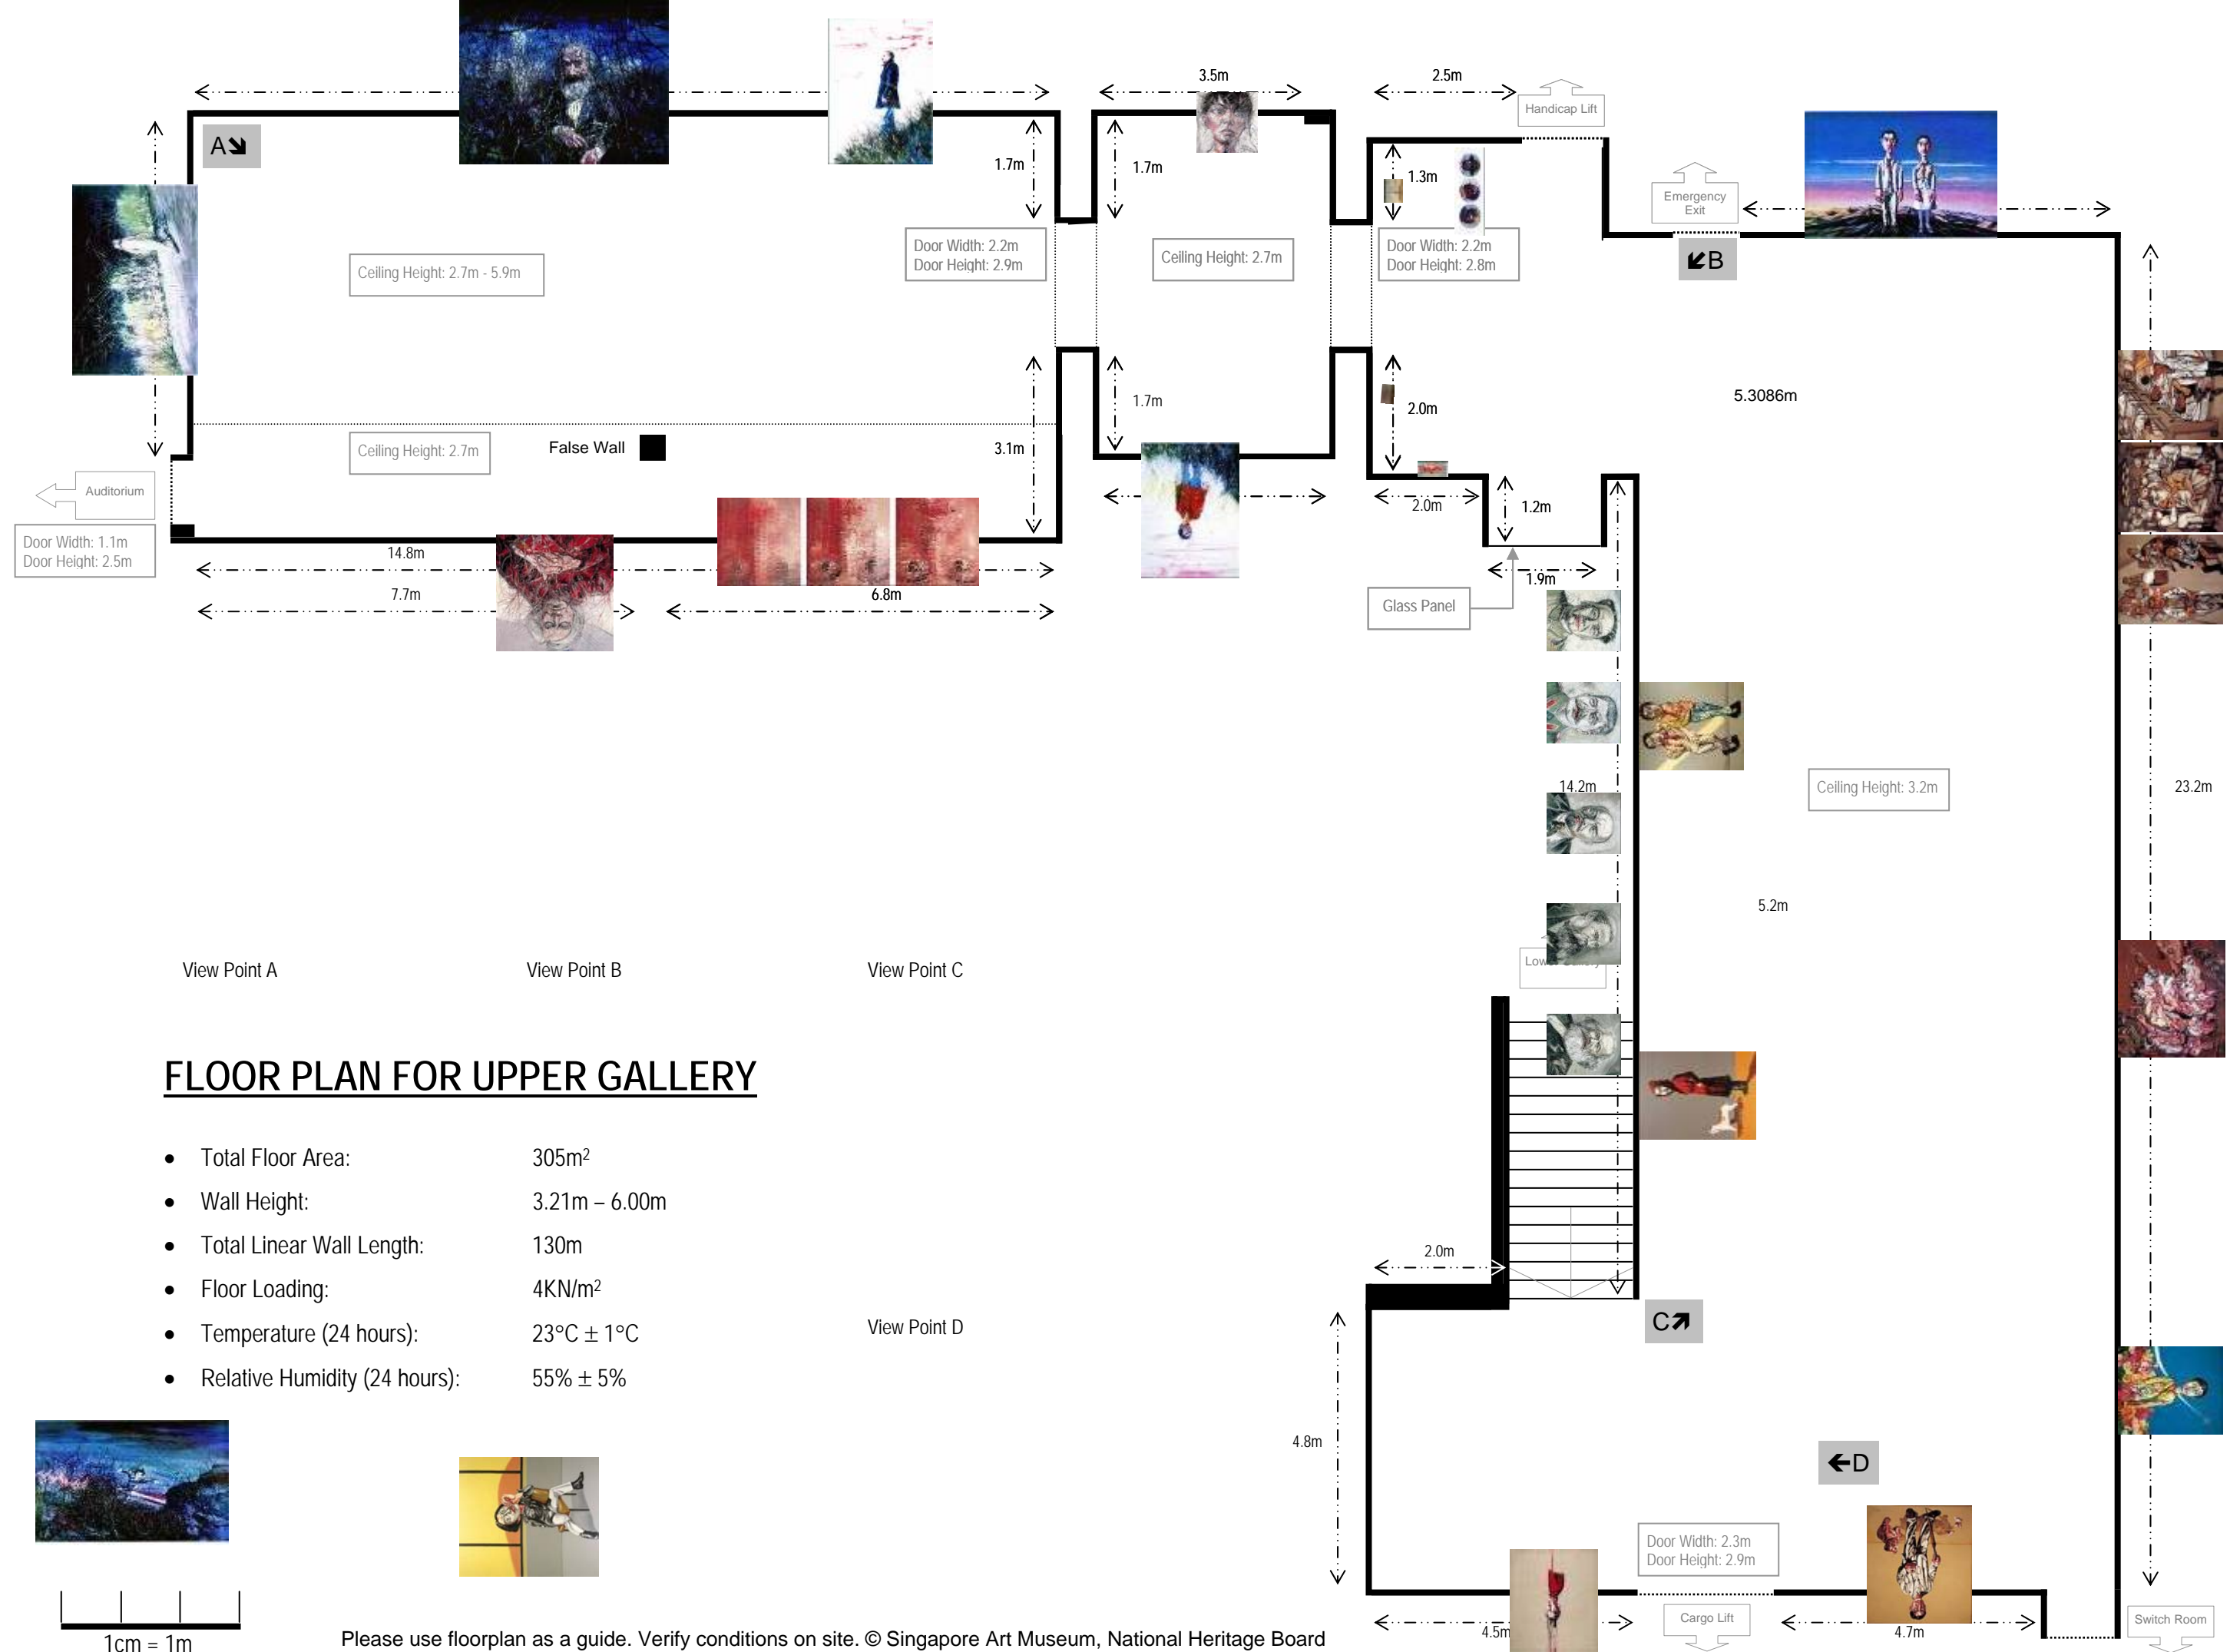 3.5m
2.5m
Handicap Lift
A
1.7m
1.7m
1.3m
Emergency
Exit
Door Width: 2.2m
Door Height: 2.9m
Ceiling Height: 2.7m
Door Width: 2.2m
Door Height: 2.8m
B
Ceiling Height: 2.7m - 5.9m
5.3086m
1.7m
2.0m
Ceiling Height: 2.7m
False Wall
3.1m
Auditorium
2.0m
1.2m
Door Width: 1.1m
Door Height: 2.5m
14.8m
1.9m
7.7m
6.8m
Glass Panel
14.2m
Ceiling Height: 3.2m
23.2m
5.2m
View Point A
View Point B
View Point C
FLOOR PLAN FOR UPPER GALLERY
• Total Floor Area: 305m²
• Wall Height: 3.21m – 6.00m
• Total Linear Wall Length: 130m
• Floor Loading: 4KN/m²
• Temperature (24 hours): 23°C ± 1°C
• Relative Humidity (24 hours): 55% ± 5%
2.0m
View Point D
C
4.8m
D
Door Width: 2.3m
Door Height: 2.9m
Cargo Lift
Switch Room
4.5m
4.7m
1cm = 1m
Please use floorplan as a guide. Verify conditions on site. © Singapore Art Museum, National Heritage Board